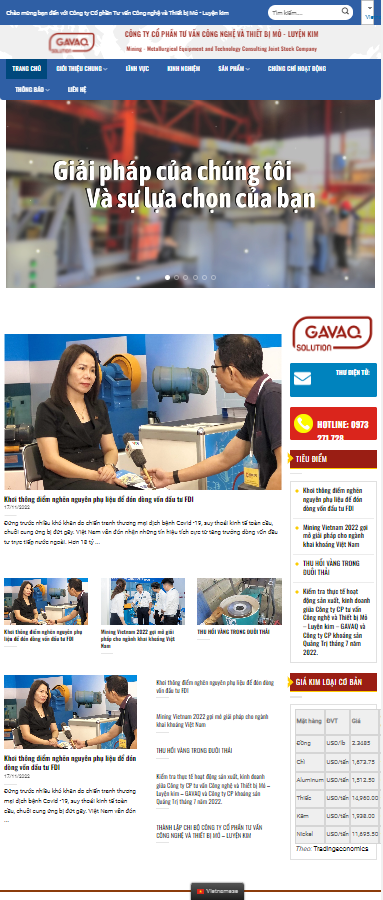 Chào mừng bạn đến với Công ty Cổ phần Tư vấn Công nghệ và Thiết bị Mỏ - Luyện kim
Tìm kiếm....
GAVAQ
SOLUTION
CÔNG TY CỔ PHẦN TƯ VẤN CÔNG NGHỆ VÀ THIẾT BỊ MỎ - LUYỆN KIM
Mining - Metallurgical Equipment and Technology Consulting Joint Stock Company
TRANG CHỦ
GIỚI THIỆU CHUNG
LĨNH VỰC
KINH NGHIỆM
SẢN PHẨM
CHỨNG CHỈ HOẠT ĐỘNG
THÔNG BÁO
LIÊN HỆ
Giải pháp của chúng tôi
Và sự lựa chọn của bạn
Khơi thông điểm nghẽn nguyên phụ liệu để đón dòng vốn đầu tư FDI
17/11/2022
Đứng trước nhiều khó khăn do chiến tranh thương mại dịch bệnh Covid -19, suy thoái kinh tế toàn cầu,
chuỗi cung ứng bị đứt gãy. Việt Nam vẫn đón nhận những tín hiệu tích cực từ tăng trưởng dòng vốn đầu
tư trực tiếp nước ngoài. Hơn 18 tỷ ...
Khơi thông điểm nghẽn nguyên phụ
liệu để đón dòng vốn đầu tư FDI
Mining Vietnam 2022 gợi mở giải
pháp cho ngành khai khoáng Việt
Nam
THU HỒI VÀNG TRONG ĐUÔI THẢI
Khơi thông điểm nghẽn nguyên phụ liệu để đón
dòng vốn đầu tư FDI
17/11/2022
Đứng trước nhiều khó khăn do chiến tranh thương
mại dịch bệnh Covid -19, suy thoái kinh tế toàn
cầu, chuỗi cung ứng bị đứt gãy. Việt Nam vẫn đón
...
Khơi thông điểm nghẽn nguyên phụ liệu để đón dòng
vốn đầu tư FDI
Mining Vietnam 2022 gợi mở giải pháp cho ngành
khai khoáng Việt Nam
THU HỒI VÀNG TRONG ĐUÔI THẢI
Kiểm tra thực tế hoạt động sản xuất, kinh doanh
giữa Công ty CP tư vấn Công nghệ và Thiết bị Mỏ –
Luyện kim – GAVAQ và Công ty CP khoáng sản
Quảng Trị tháng 7 năm 2022.
THÀNH LẬP CHI BỘ CÔNG TY CỔ PHẦN TƯ VẤN
CÔNG NGHỆ VÀ THIẾT BỊ MỎ – LUYỆN KIM
GAVAQ
SOLUTION
THƯ ĐIỆN TỬ:
HOTLINE: 0973
271 728
TIÊU ĐIỂM
Khơi thông điểm nghẽn
nguyên phụ liệu để đón
dòng vốn đầu tư FDI
Mining Vietnam 2022 gợi
mở giải pháp cho ngành
khai khoáng Việt Nam
THU HỒI VÀNG TRONG
ĐUÔI THẢI
Kiểm tra thực tế hoạt
động sản xuất, kinh doanh
giữa Công ty CP tư vấn
Công nghệ và Thiết bị Mỏ
– Luyện kim – GAVAQ và
Công ty CP khoáng sản
Quảng Trị tháng 7 năm
2022.
GIÁ KIM LOẠI CƠ BẢN
Mặt hàng ĐVT Giá
Đồng USD/lb 2.3485
Chì USD/tấn 1,673.75
Aluminum USD/tấn 1,512.50
Thiếc USD/tấn 14,960.00
Kẽm USD/tấn 1,938.00
Nickel USD/tấn 11,695.50
Theo: Tradingeconomics
Vietnamese